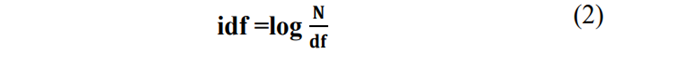 idf =log N/df (2)